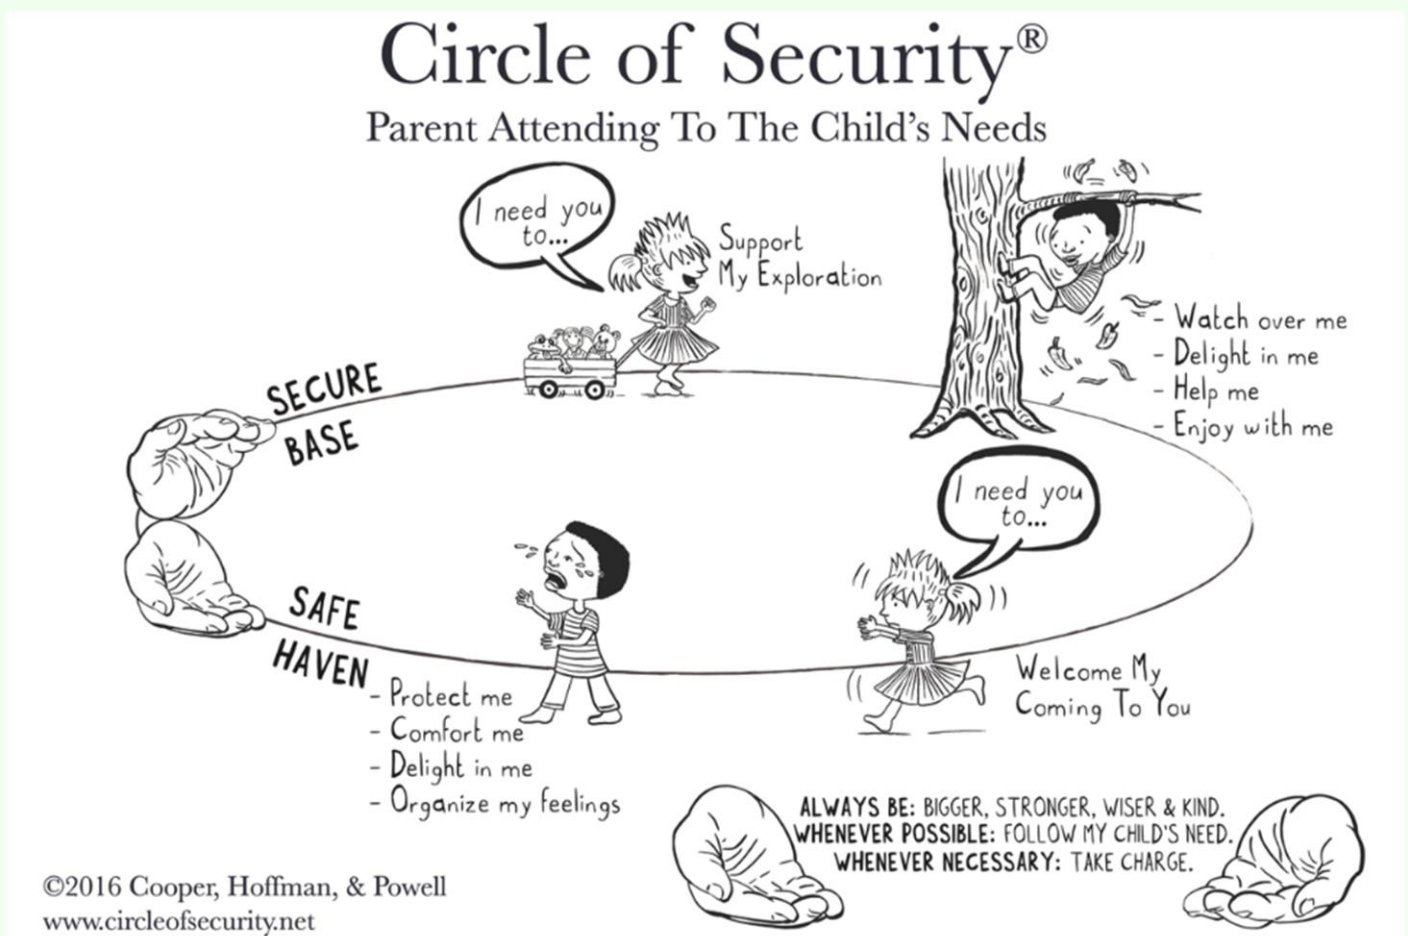 Circle of Security®
Parent Attending To The Child's Needs
I need you
to...
Support
My Exploration
- Watch over me
- Delight in me
- Help me
- Enjoy with me
SECURE
BASE
I need you
to...
SAFE
HAVEN
- Protect me
- Comfort me
- Delight in me
- Organize my feelings
Welcome My
Coming To You
ALWAYS BE: BIGGER, STRONGER, WISER & KIND.
WHENEVER POSSIBLE: FOLLOW MY CHILD'S NEED.
WHENEVER NECESSARY: TAKE CHARGE.
©2016 Cooper, Hoffman, & Powell
www.circleofsecurity.net